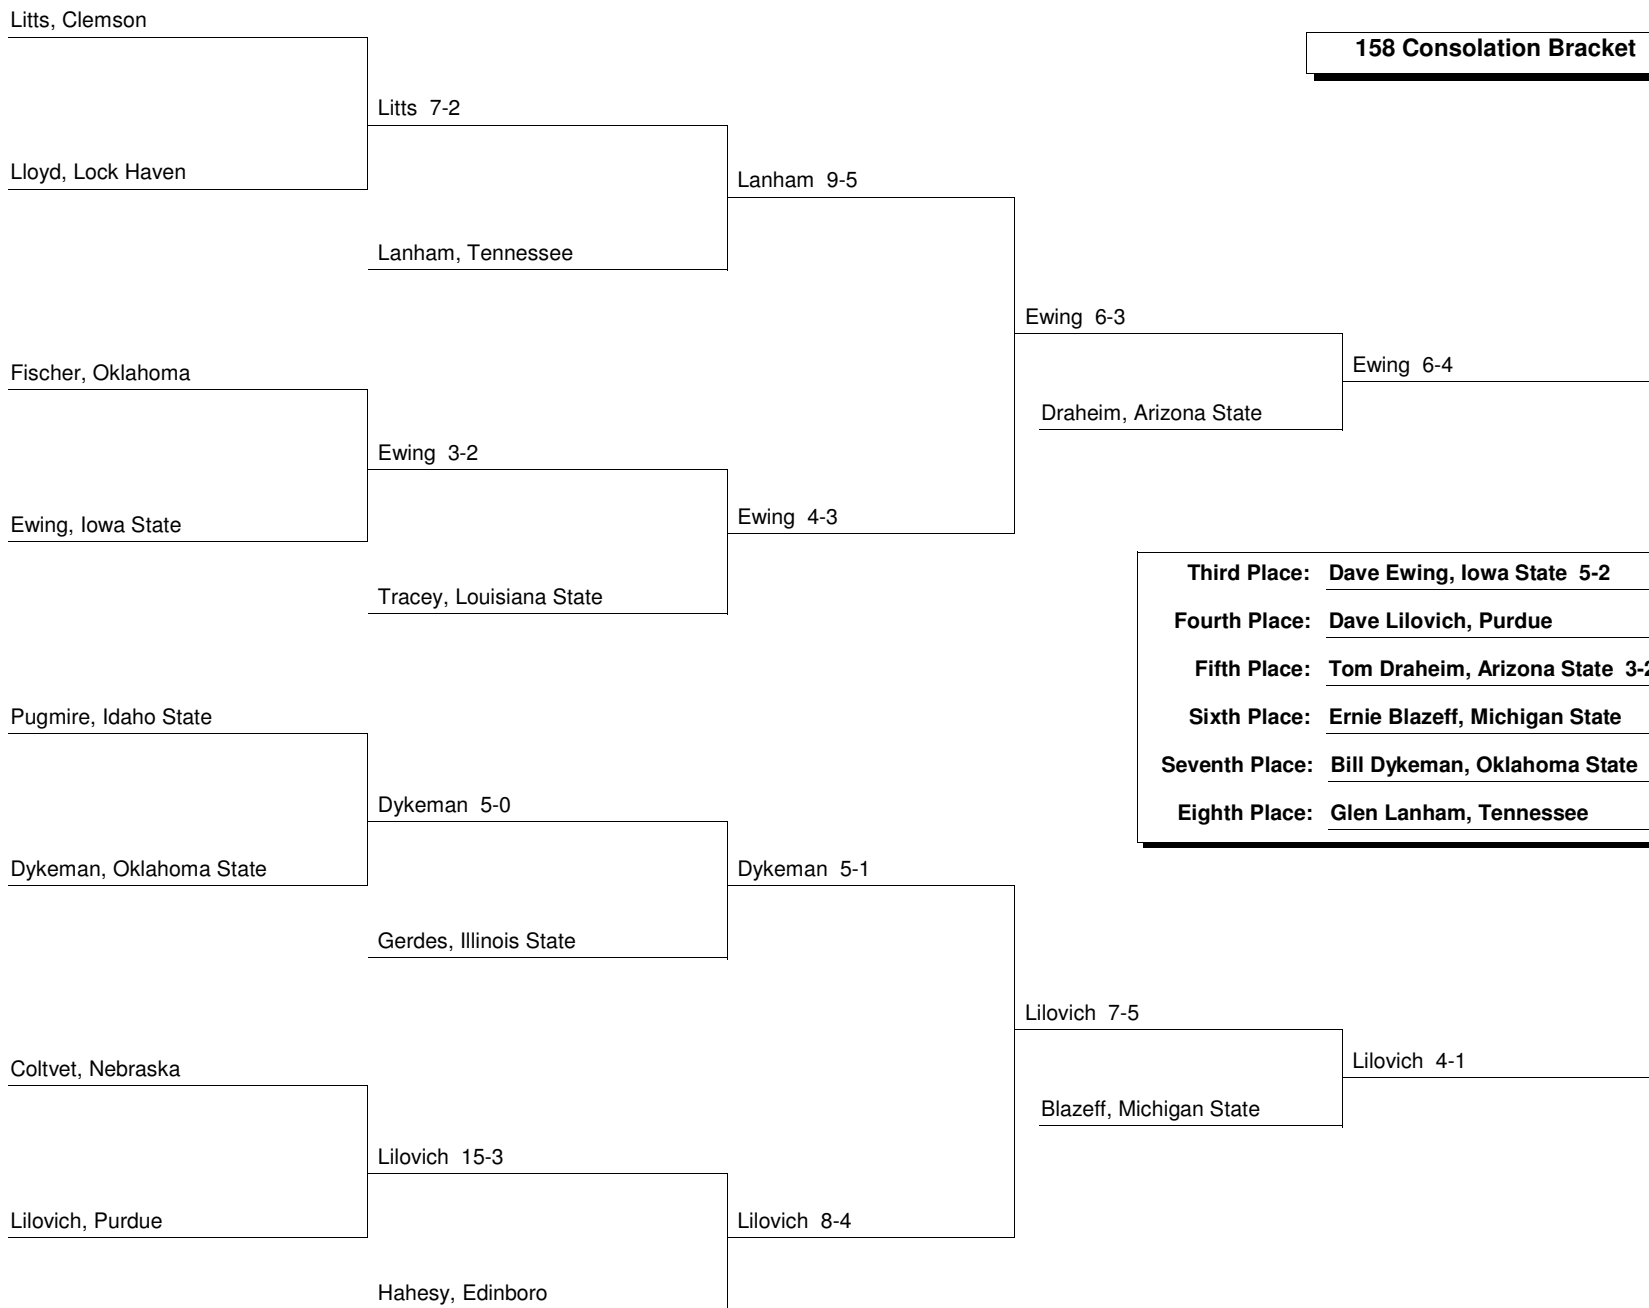 Litts, Clemson
158 Consolation Bracket
Litts 7-2
Lloyd, Lock Haven
Lanham 9-5
Lanham, Tennessee
Ewing 6-3
Fischer, Oklahoma
Ewing 6-4
Draheim, Arizona State
Ewing 3-2
Ewing, Iowa State
Ewing 4-3
Tracey, Louisiana State
Third Place: Dave Ewing, Iowa State 5-2
Fourth Place: Dave Lilovich, Purdue
Fifth Place: Tom Draheim, Arizona State 3-2
Sixth Place: Ernie Blazeff, Michigan State
Seventh Place: Bill Dykeman, Oklahoma State
Eighth Place: Glen Lanham, Tennessee
Pugmire, Idaho State
Dykeman 5-0
Dykeman, Oklahoma State
Dykeman 5-1
Gerdes, Illinois State
Lilovich 7-5
Coltvet, Nebraska
Lilovich 4-1
Blazeff, Michigan State
Lilovich 15-3
Lilovich, Purdue
Lilovich 8-4
Hahesy, Edinboro